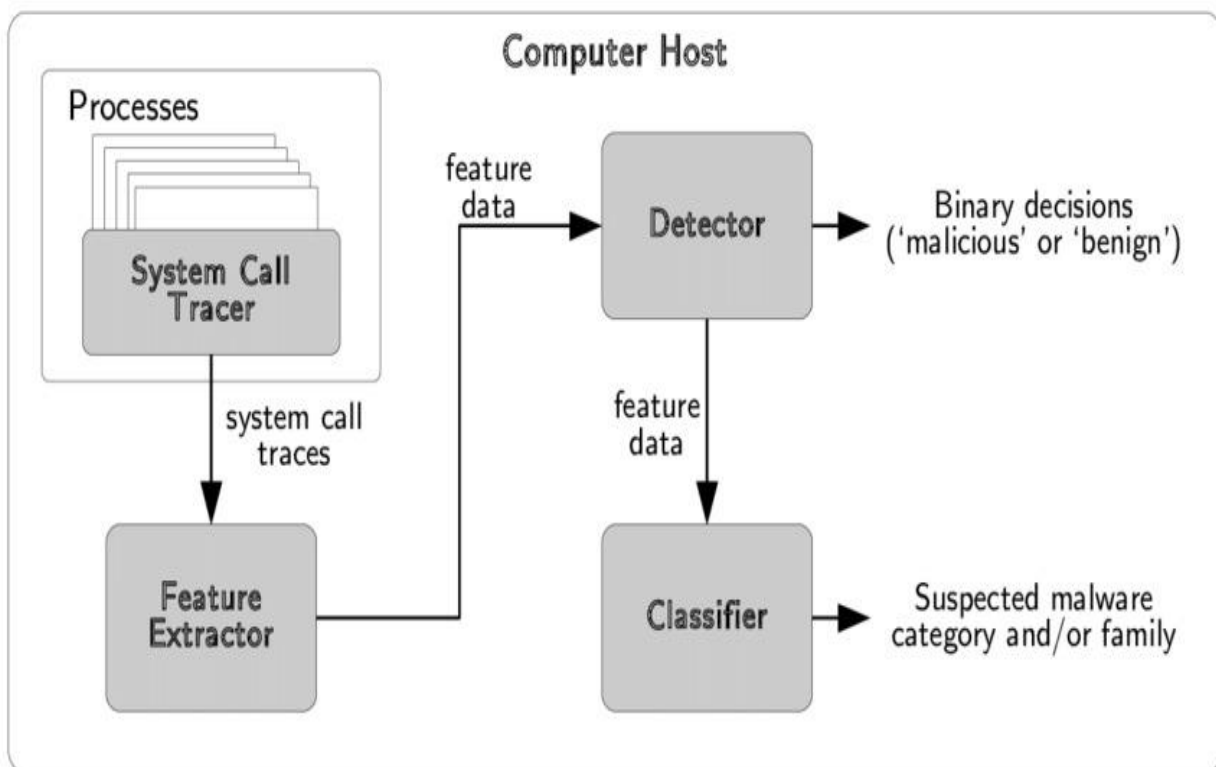 Computer Host
Processes
System Call
Tracer
system call
traces
Feature
Extractor
feature
data
Detector
Binary decisions
(‘malicious’ or ‘benign’)
feature
data
Classifier
Suspected malware
category and/or family